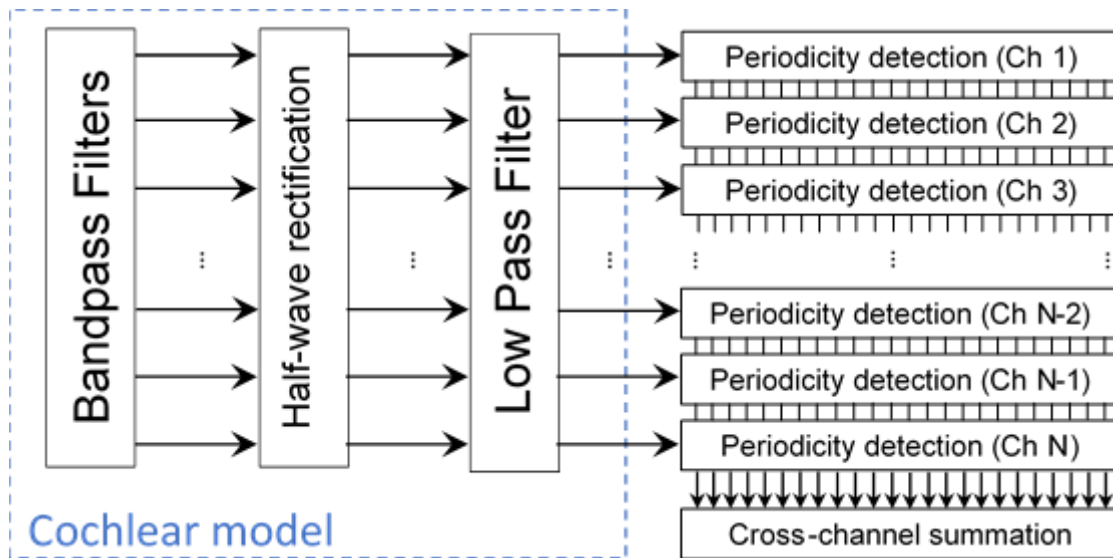 Bandpass Filters
Half-wave rectification
Low Pass Filter
Periodicity detection (Ch 1)
Periodicity detection (Ch 2)
Periodicity detection (Ch 3)
...
...
...
...
...
...
Periodicity detection (Ch N-2)
Periodicity detection (Ch N-1)
Periodicity detection (Ch N)
Cross-channel summation
Cochlear model